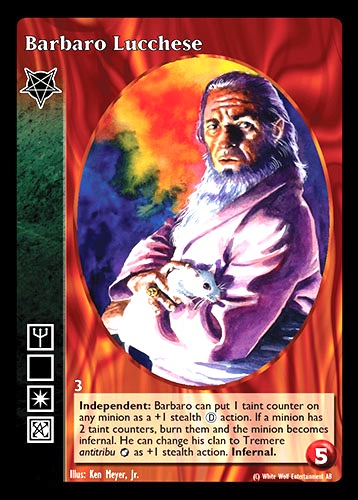 Barbaro Lucchese
3
Independent: Barbaro can put 1 taint counter on
any minion as a +1 stealth Ⓓ action. If a minion has
2 taint counters, burn them and the minion becomes
infernal. He can change his clan to Tremere
antitribu as +1 stealth action. Infernal.
5
Illus: Ken Meyer, Jr.
(C) White Wolf Entertainment AB